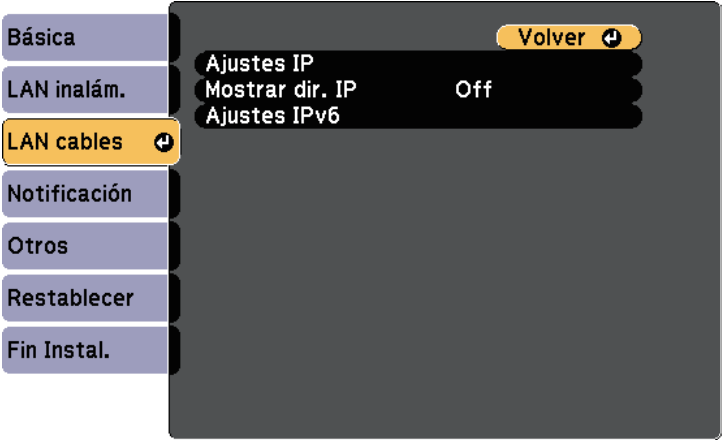 Básica
LAN inalám.
LAN cables
Notificación
Otros
Restablecer
Fin Instal.
Volver
Ajustes IP
Mostrar dir. IP Off
Ajustes IPv6